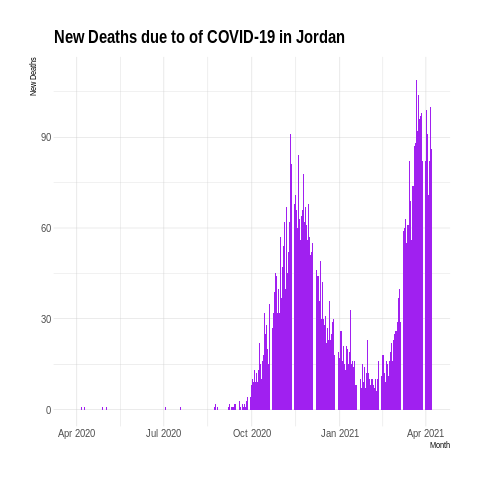 New Deaths due to of COVID-19 in Jordan
New Deaths
90
60
30
0
Apr 2020 Jul 2020 Oct 2020 Jan 2021 Apr 2021
Month